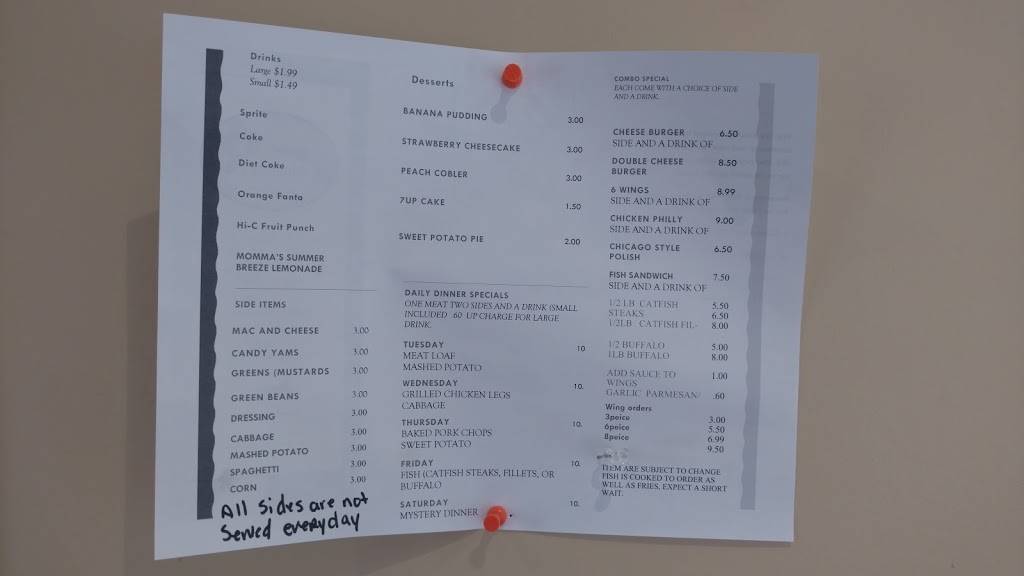 Drinks
Large $1.99
Small $1.49
Sprite
Coke
Diet Coke
Orange Fanta
Hi-C Fruit Punch
MOMMA'S SUMMER
BREEZE LEMONADE
SIDE ITEMS
MAC AND CHEESE 3.00
CANDY YAMS 3.00
GREENS (MUSTARDS 3.00
GREEN BEANS 3.00
DRESSING 3.00
CABBAGE 3.00
MASHED POTATO 3.00
SPAGHETTI 3.00
CORN 3.00
All sides are not
Served everyday
Desserts
BANANA PUDDING 3.00
STRAWBERRY CHEESECAKE 3.00
PEACH COBLER 3.00
7UP CAKE 1.50
SWEET POTATO PIE 2.00
DAILY DINNER SPECIALS
ONE MEAT TWO SIDES AND A DRINK (SMALL
INCLUDED .60 UP CHARGE FOR LARGE
DRINK.
TUESDAY 10
MEAT LOAF
MASHED POTATO
WEDNESDAY 10.
GRILLED CHICKEN LEGS
CABBAGE
THURSDAY 10.
BAKED PORK CHOPS
SWEET POTATO
FRIDAY 10.
FISH (CATFISH STEAKS, FILLETS, OR
BUFFALO
SATURDAY 10.
MYSTERY DINNER
COMBO SPECIAL
EACH COME WITH A CHOICE OF SIDE
AND A DRINK.
CHEESE BURGER 6.50
SIDE AND A DRINK OF
DOUBLE CHEESE 8.50
BURGER
6 WINGS 8.99
SIDE AND A DRINK OF
CHICKEN PHILLY 9.00
SIDE AND A DRINK OF
CHICAGO STYLE 6.50
POLISH
FISH SANDWICH 7.50
SIDE AND A DRINK OF
1/2 LB CATFISH 5.50
STEAKS 6.50
1/2LB CATFISH FIL- 8.00
1/2 BUFFALO 5.00
1LB BUFFALO 8.00
ADD SAUCE TO 1.00
WINGS
GARLIC PARMESAN/ .60
Wing orders
3peice 3.00
6peice 5.50
8peice 6.99
9.50
ITEM ARE SUBJECT TO CHANGE
FISH IS COOKED TO ORDER AS
WELL AS FRIES, EXPECT A SHORT
WAIT.